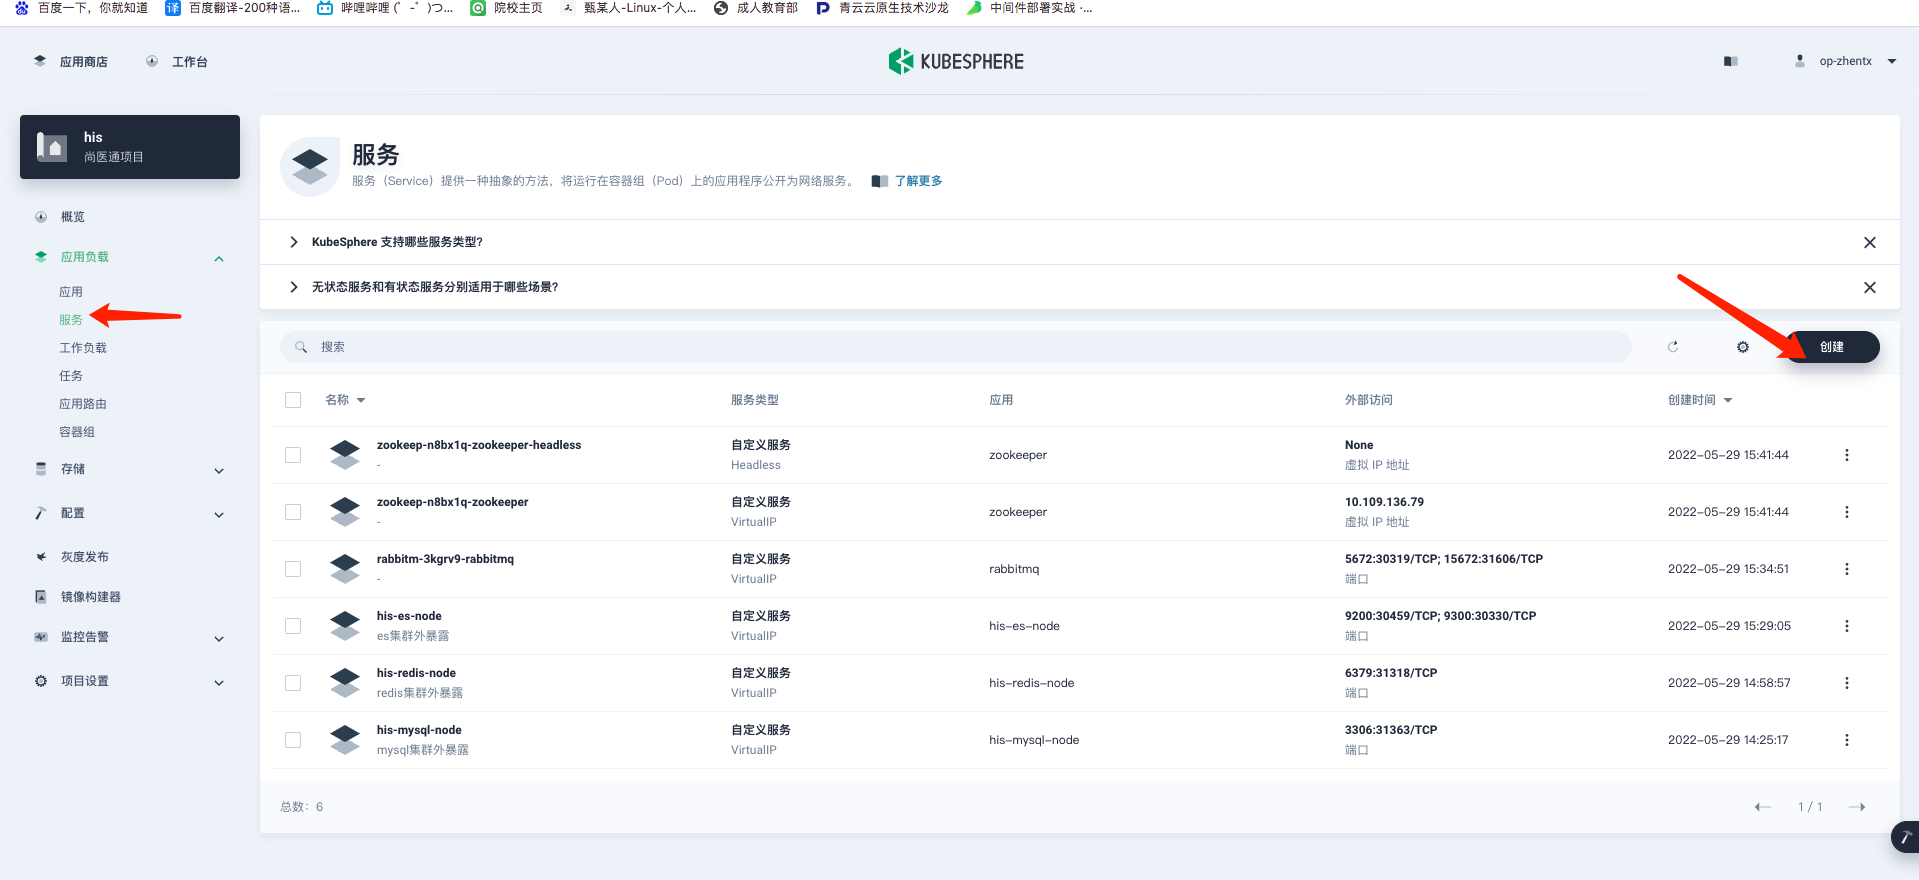 百度一下，你就知道
百度翻译-200种语...
哔哩哔哩 (゜-゜)つ...
院校主页
甄某人-Linux-个人...
成人教育部
青云云原生技术沙龙
中间件部署实战 ·...
应用商店
工作台
KUBESPHERE
op-zhentx
his
尚医通项目
概览
应用负载
应用
服务
工作负载
任务
应用路由
容器组
存储
配置
灰度发布
镜像构建器
监控告警
项目设置
服务
服务（Service）提供一种抽象的方法，将运行在容器组（Pod）上的应用程序公开为网络服务。 了解更多
KubeSphere 支持哪些服务类型?
无状态服务和有状态服务分别适用于哪些场景?
搜索
创建
名称 服务类型 应用 外部访问 创建时间
zookeep-n8bx1q-zookeeper-headless 自定义服务 None
- Headless zookeeper 虚拟 IP 地址 2022-05-29 15:41:44
zookeep-n8bx1q-zookeeper 自定义服务 10.109.136.79
- VirtualIP zookeeper 虚拟 IP 地址 2022-05-29 15:41:44
rabbitm-3kgrv9-rabbitmq 自定义服务 5672:30319/TCP; 15672:31606/TCP
- VirtualIP rabbitmq 端口 2022-05-29 15:34:51
his-es-node 自定义服务 9200:30459/TCP; 9300:30330/TCP
es集群外暴露 VirtualIP his-es-node 端口 2022-05-29 15:29:05
his-redis-node 自定义服务 6379:31318/TCP
redis集群外暴露 VirtualIP his-redis-node 端口 2022-05-29 14:58:57
his-mysql-node 自定义服务 3306:31363/TCP
mysql集群外暴露 VirtualIP his-mysql-node 端口 2022-05-29 14:25:17
总数：6
1 / 1